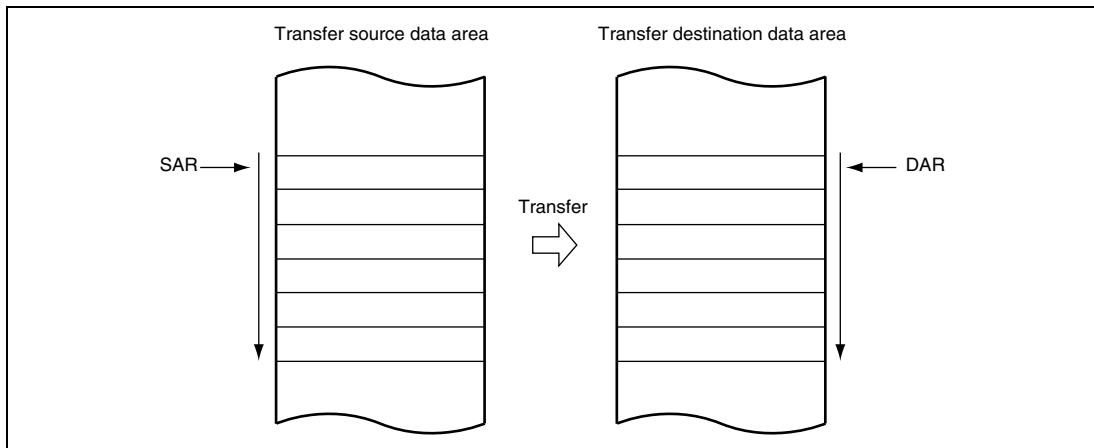 Transfer source data area
Transfer destination data area
SAR
DAR
Transfer